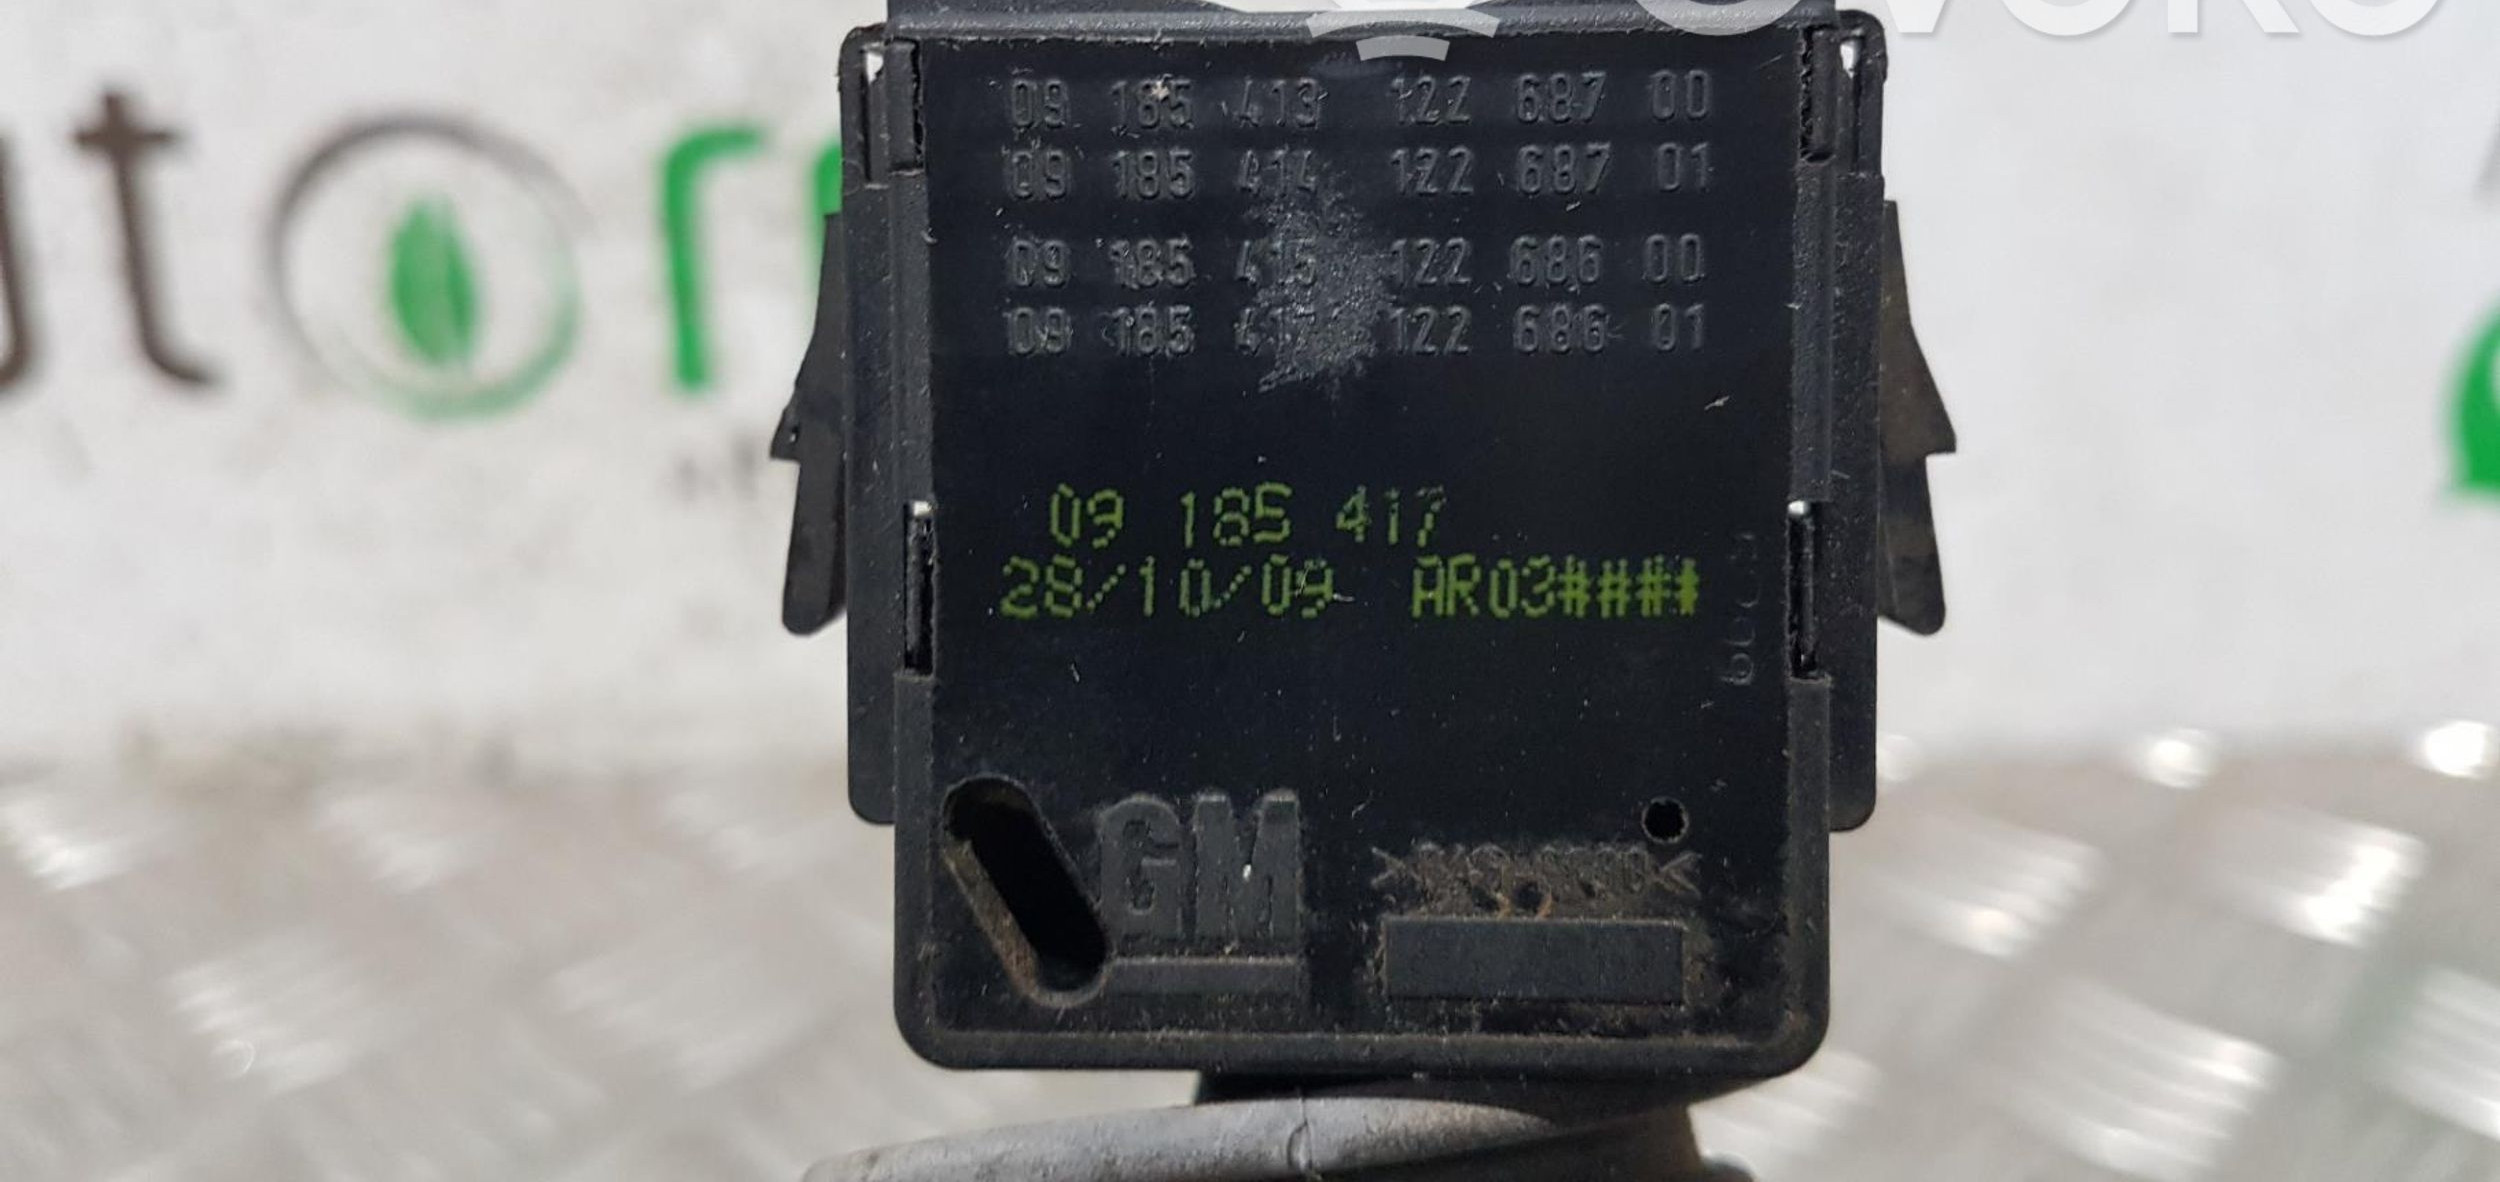 09 185 413 122 687 00
09 185 414 122 687 01
09 185 415 122 686 00
09 185 417 122 686 01
09 185 417
28/10/09 AR03####
GM